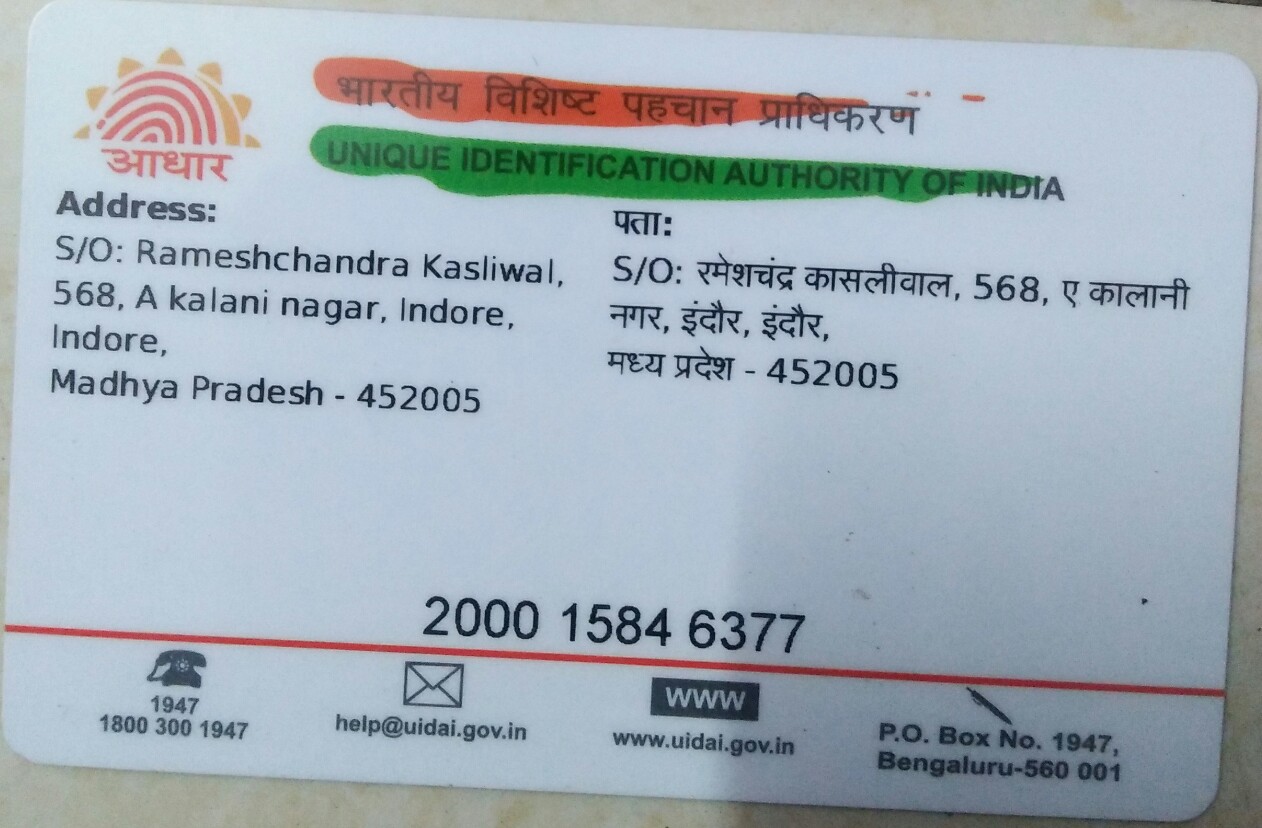 भारतीय विशिष्ट पहचान प्राधिकरण
आधार
UNIQUE IDENTIFICATION AUTHORITY OF INDIA
Address:
S/O: Rameshchandra Kasliwal,
568, A kalani nagar, Indore,
Indore,
Madhya Pradesh - 452005
पता:
S/O: रमेशचंद्र कासलीवाल, 568, ए कालानी
नगर, इंदौर, इंदौर,
मध्य प्रदेश - 452005
2000 1584 6377
1947
1800 300 1947
help@uidai.gov.in
www
www.uidai.gov.in
P.O. Box No. 1947,
Bengaluru-560 001